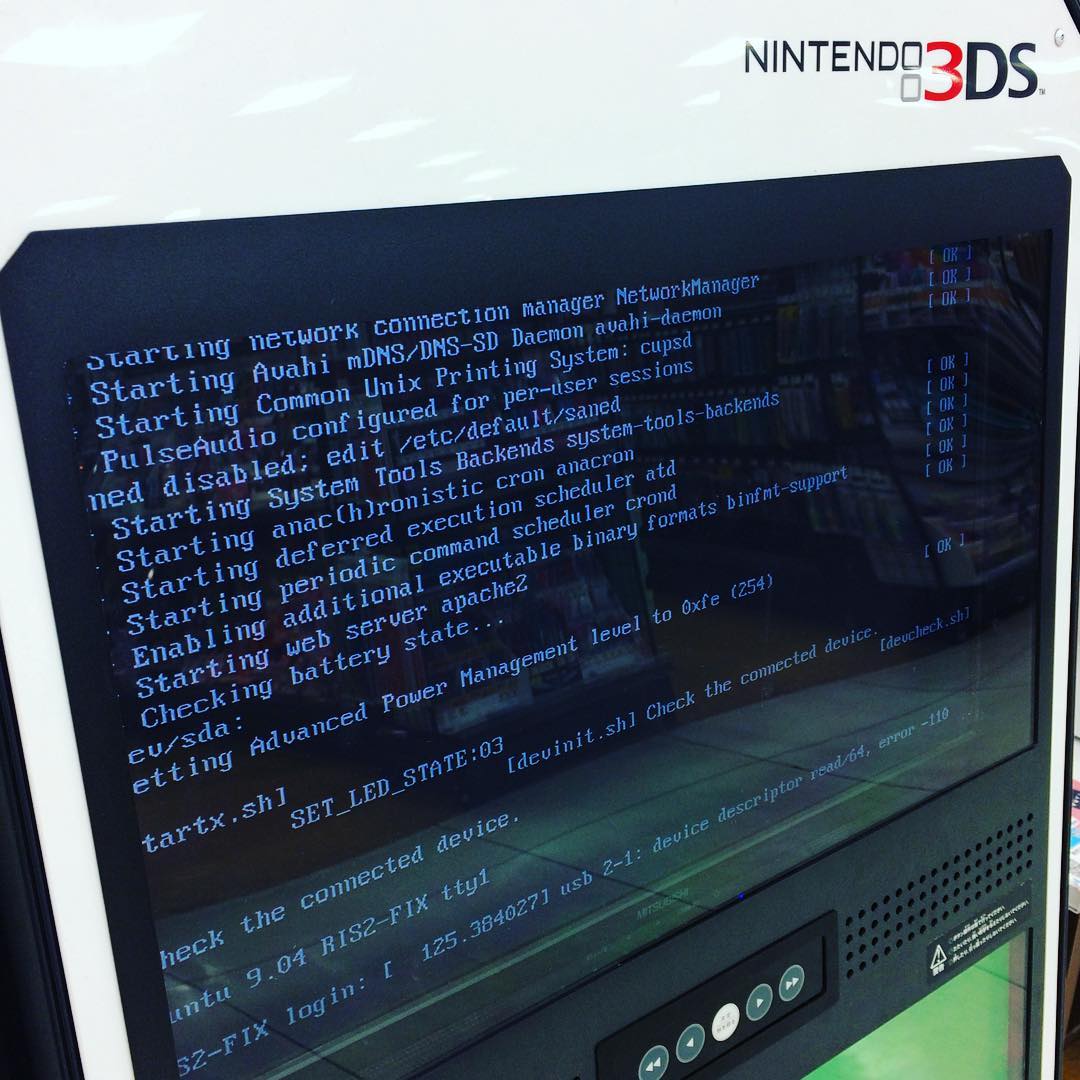 NINTENDO 3DS™
[ OK ]
Starting network connection manager NetworkManager [ OK ]
Starting Avahi mDNS/DNS-SD Daemon avahi-daemon [ OK ]
Starting Common Unix Printing System: cupsd
PulseAudio configured for per-user sessions
ned disabled; edit /etc/default/saned [ OK ]
Starting System Tools Backends system-tools-backends [ OK ]
Starting anac(h)ronistic cron anacron [ OK ]
Starting deferred execution scheduler atd [ OK ]
Starting periodic command scheduler crond [ OK ]
Enabling additional executable binary formats binfmt-support [ OK ]
Starting web server apache2
Checking battery state... [ OK ]
ev/sda:
etting Advanced Power Management level to 0xfe (254)
tartx.sh]
SET_LED_STATE:03
[devinit.sh] Check the connected device.
[devcheck.sh]
heck the connected device.
untu 9.04 RIS2-FIX tty1
S2-FIX login: [ 125.384027] usb 2-1: device descriptor read/64, error -110
MITSUBISHI